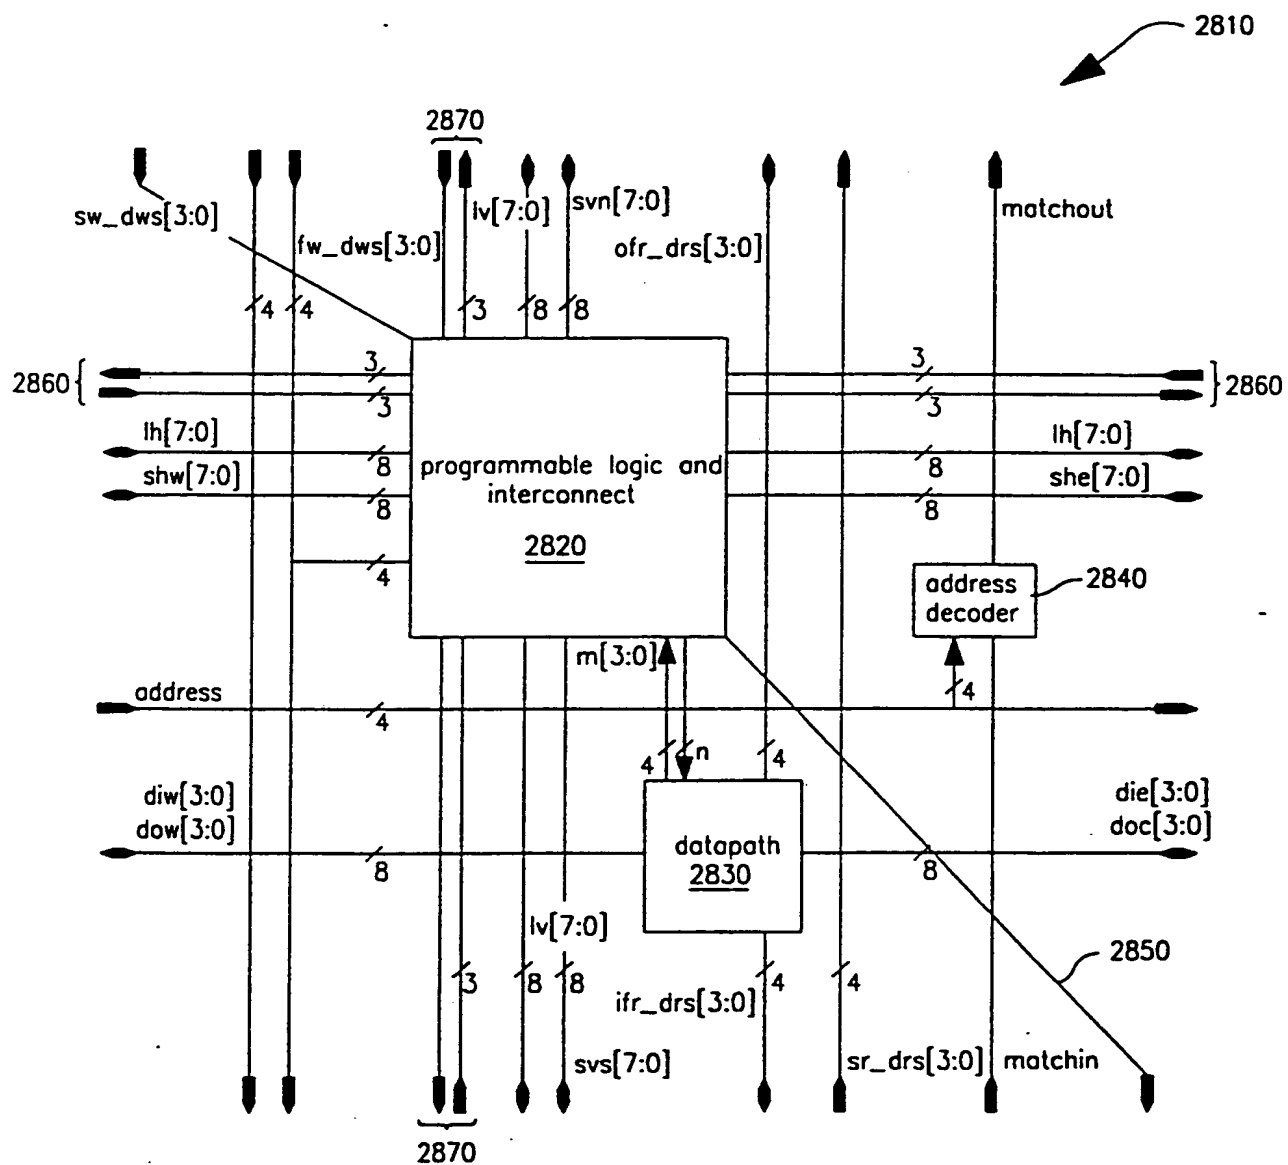 2810
2870
sw_dws[3:0]
fw_dws[3:0]
lv[7:0]
svn[7:0]
ofr_drs[3:0]
matchout
4
4
3
8
8
2860
3
3
3
3
2860
lh[7:0]
8
8
lh[7:0]
shw[7:0]
8
8
she[7:0]
programmable logic and
interconnect
2820
4
address
decoder
2840
m[3:0]
address
4
4
4
n
4
diw[3:0]
dow[3:0]
8
datapath
2830
8
die[3:0]
doc[3:0]
lv[7:0]
3
8
8
4
4
2850
ifr_drs[3:0]
svs[7:0]
sr_drs[3:0]
matchin
2870